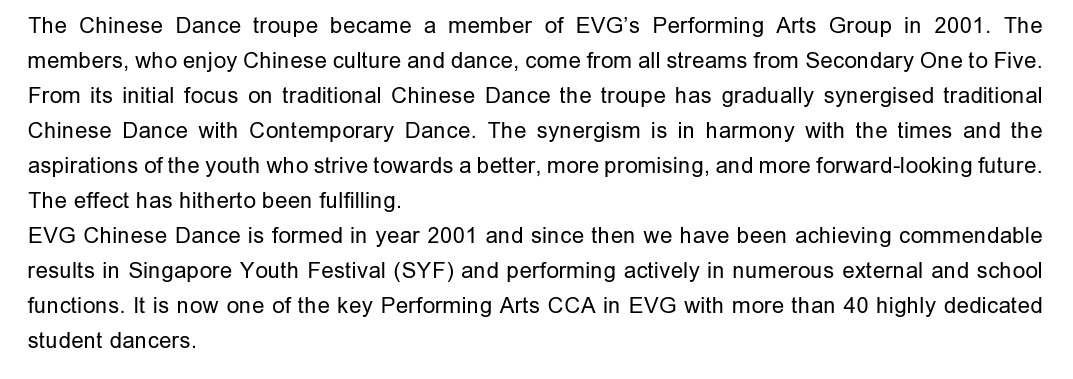 The Chinese Dance troupe became a member of EVG’s Performing Arts Group in 2001. The
members, who enjoy Chinese culture and dance, come from all streams from Secondary One to Five.
From its initial focus on traditional Chinese Dance the troupe has gradually synergised traditional
Chinese Dance with Contemporary Dance. The synergism is in harmony with the times and the
aspirations of the youth who strive towards a better, more promising, and more forward-looking future.
The effect has hitherto been fulfilling.
EVG Chinese Dance is formed in year 2001 and since then we have been achieving commendable
results in Singapore Youth Festival (SYF) and performing actively in numerous external and school
functions. It is now one of the key Performing Arts CCA in EVG with more than 40 highly dedicated
student dancers.